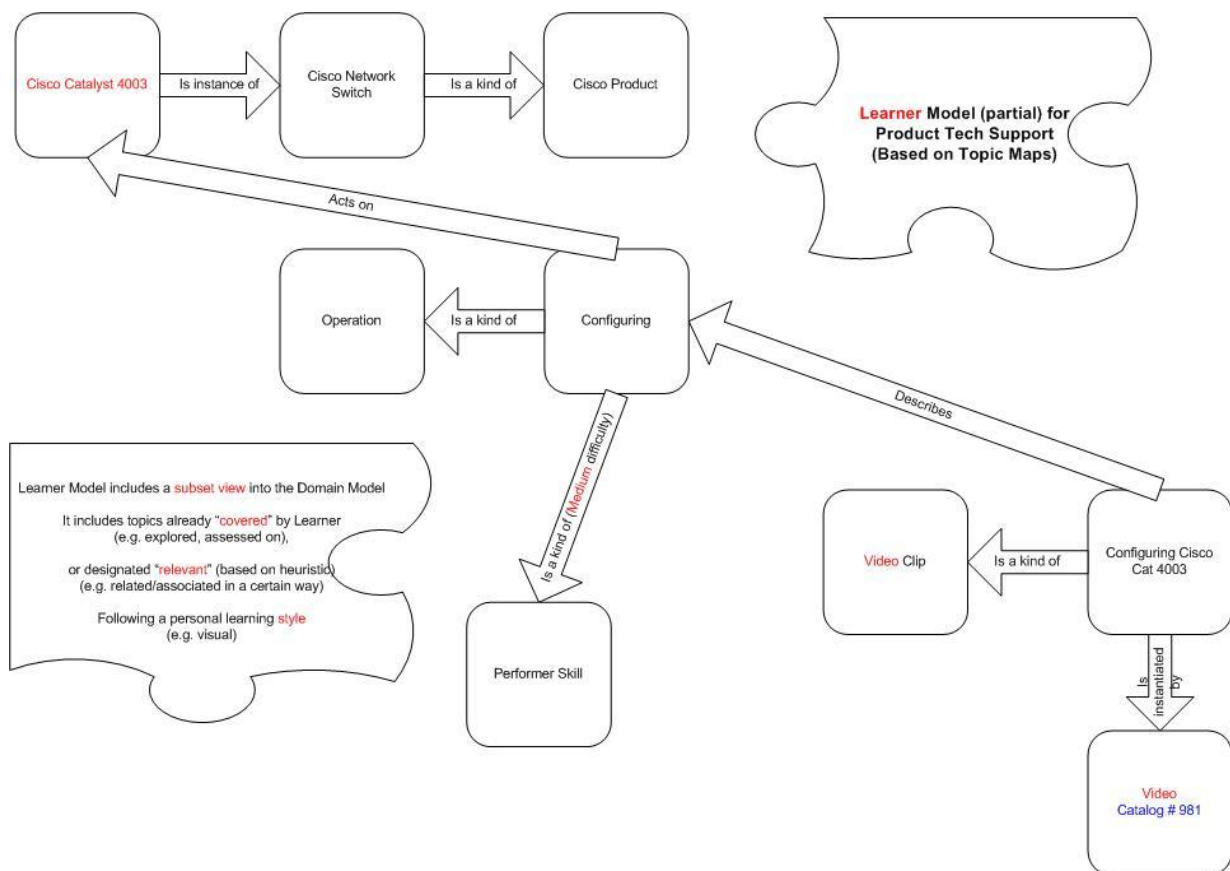 Cisco Catalyst 4003
Is instance of
Cisco Network
Switch
Is a kind of
Cisco Product
Learner Model (partial) for
Product Tech Support
(Based on Topic Maps)
Acts on
Operation
Is a kind of
Configuring
Describes
Is a kind of (Medium difficulty)
Learner Model includes a subset view into the Domain Model
It includes topics already “covered” by Learner
(e.g. explored, assessed on),
or designated “relevant” (based on heuristic)
(e.g. related/associated in a certain way)
Following a personal learning style
(e.g. visual)
Video Clip
Is a kind of
Configuring Cisco
Cat 4003
Performer Skill
Is
instantiated
by
Video
Catalog # 981